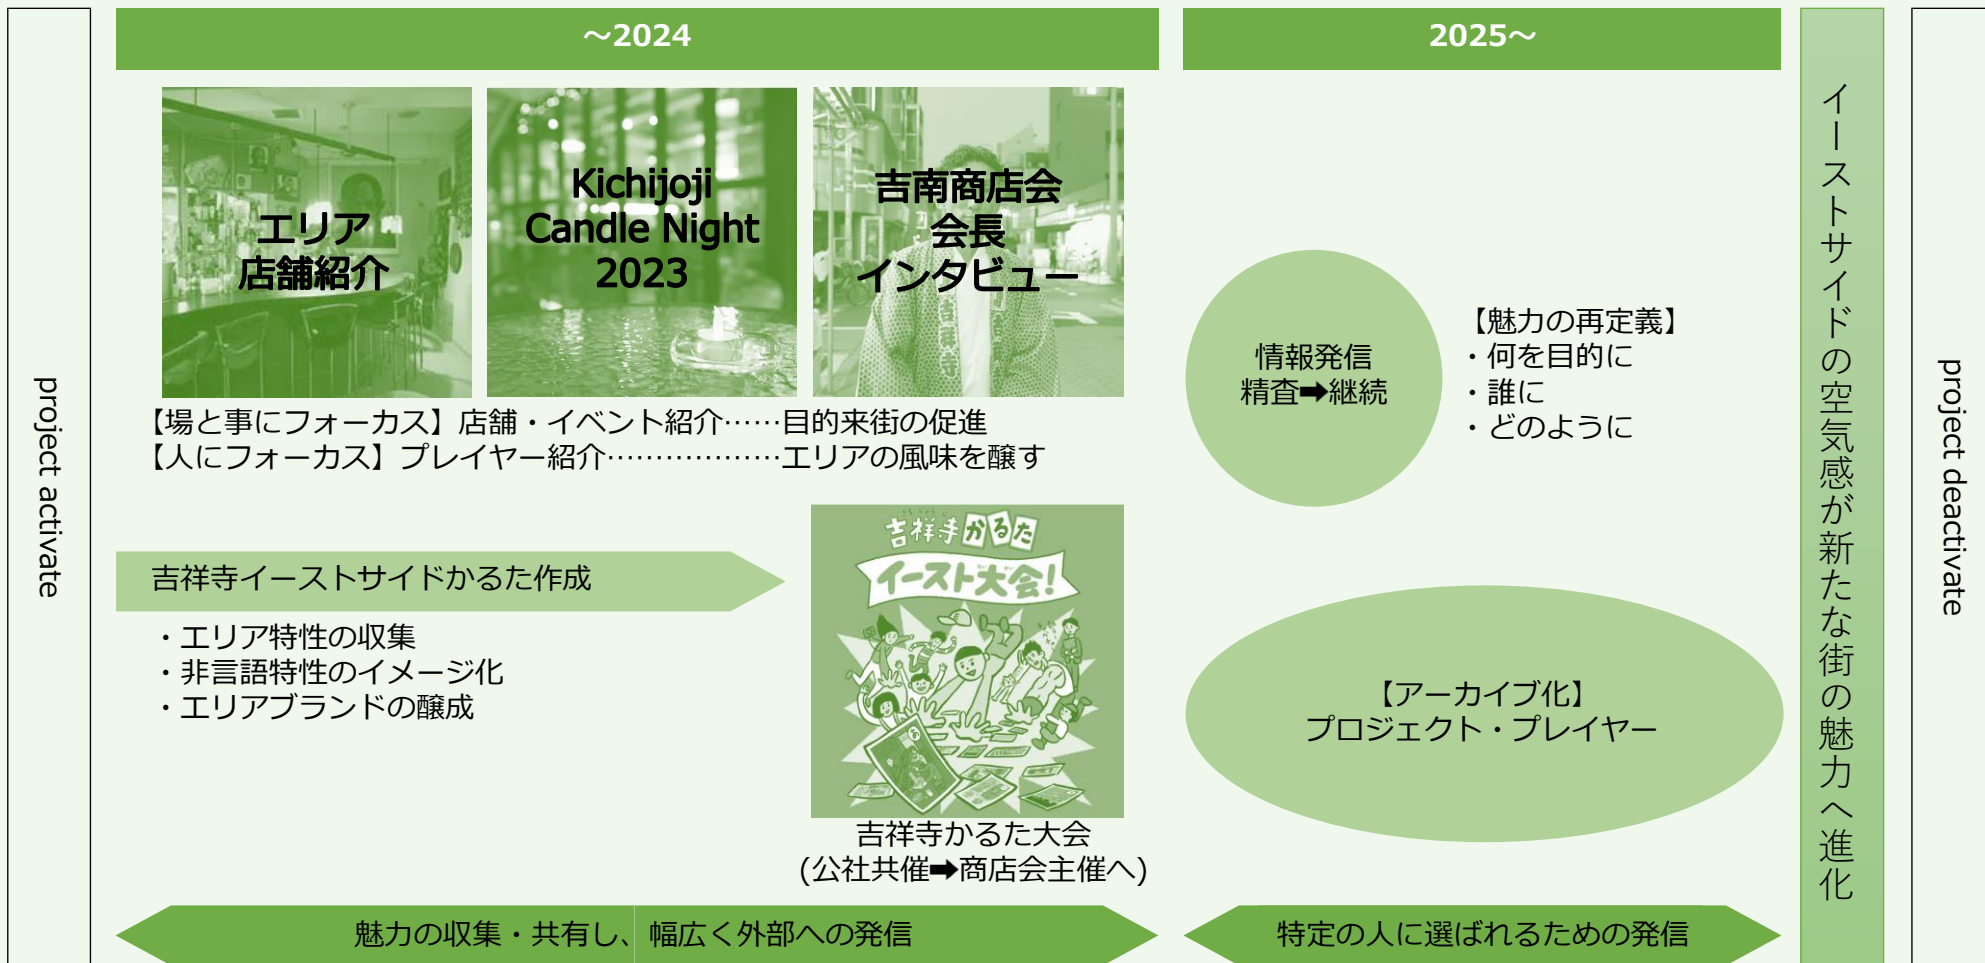 project activate
～2024
エリア
店舗紹介
Kichijoji
Candle Night
2023
吉南商店会
会長
インタビュー
【場と事にフォーカス】店舗・イベント紹介……目的来街の促進
【人にフォーカス】プレイヤー紹介………………エリアの風味を醸す
吉祥寺イーストサイドかるた作成
・エリア特性の収集
・非言語特性のイメージ化
・エリアブランドの醸成
吉祥寺かるた
イースト大会!
吉祥寺かるた大会
(公社共催➡商店会主催へ)
魅力の収集・共有し、幅広く外部への発信
2025～
情報発信
精査➡継続
【魅力の再定義】
・何を目的に
・誰に
・どのように
【アーカイブ化】
プロジェクト・プレイヤー
特定の人に選ばれるための発信
イーストサイドの空気感が新たな街の魅力へ進化
project deactivate